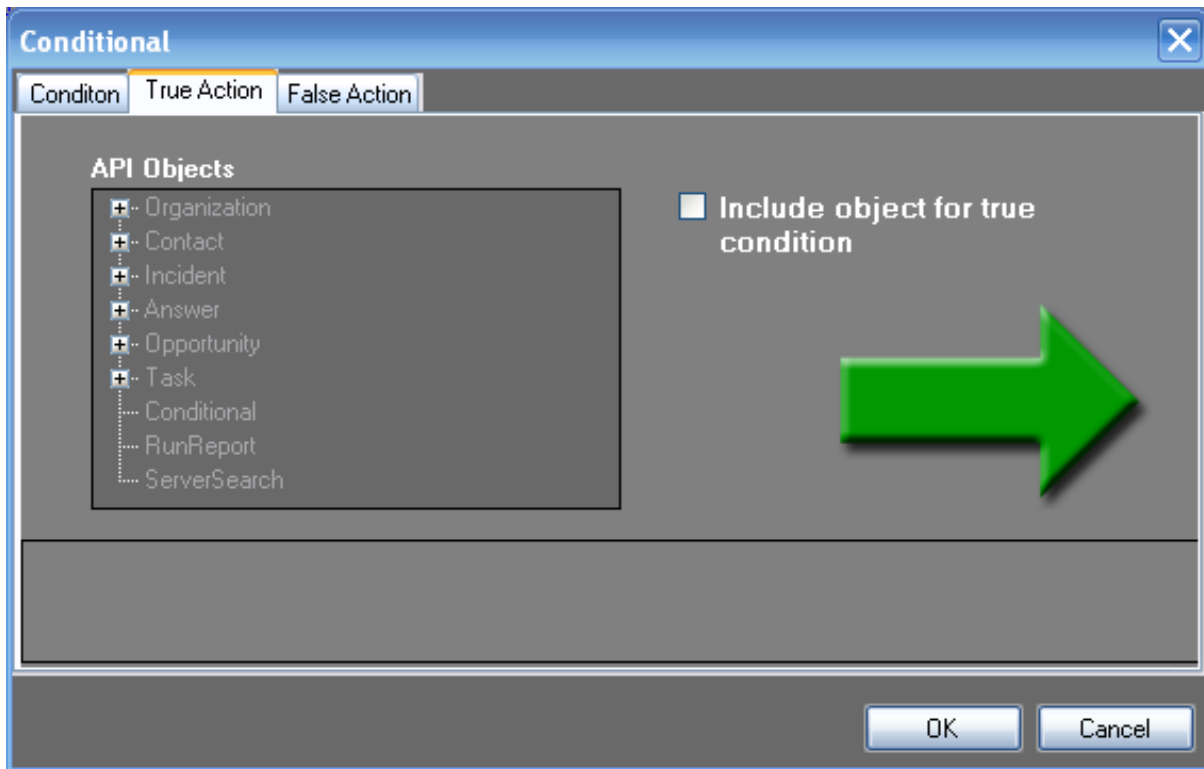 Conditional
Conditon True Action False Action
API Objects
Organization
Contact
Incident
Answer
Opportunity
Task
Conditional
RunReport
ServerSearch
Include object for true
condition
OK Cancel